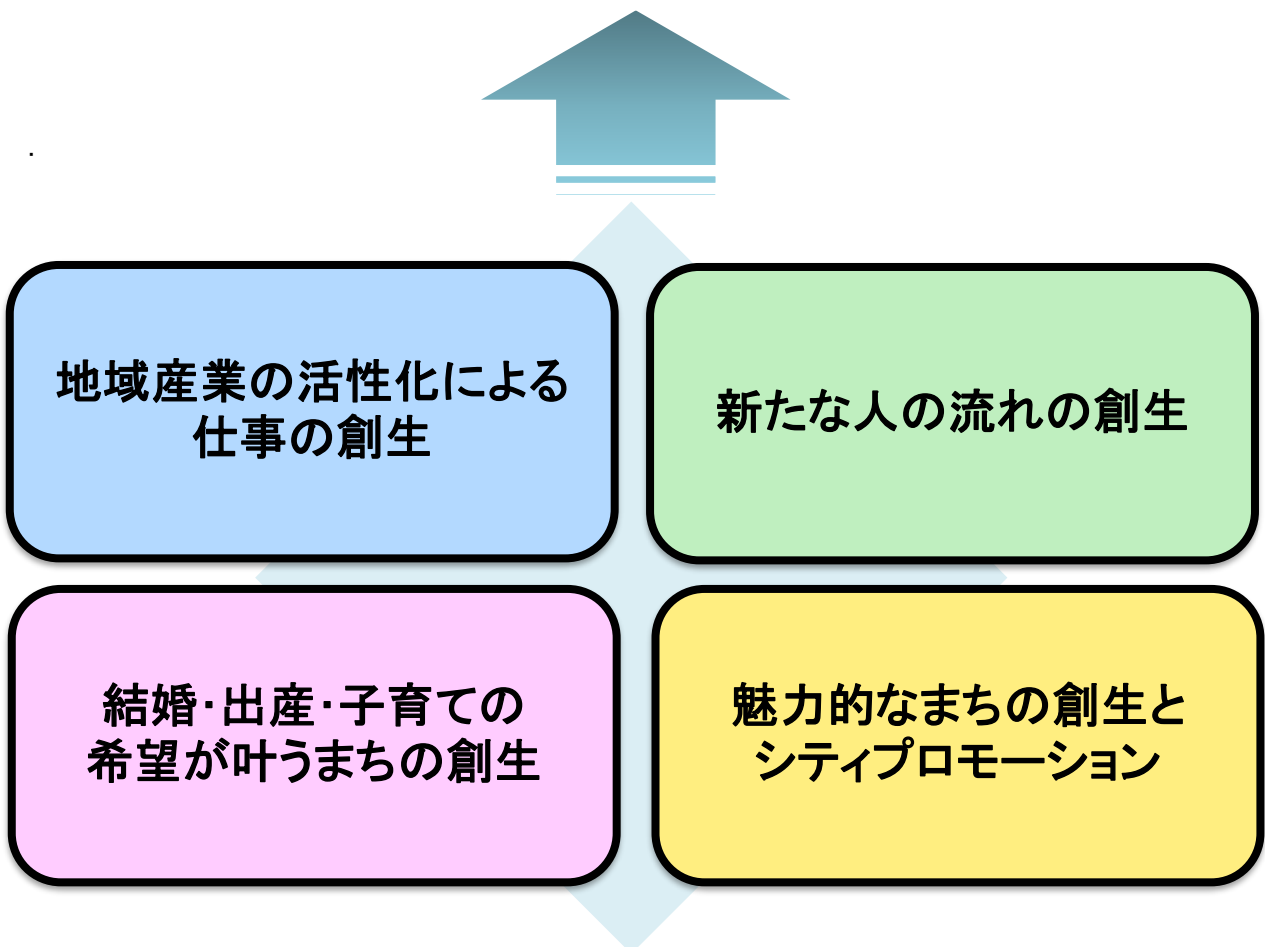 地域産業の活性化による
仕事の創生
新たな人の流れの創生
結婚･出産･子育ての
希望が叶うまちの創生
魅力的なまちの創生と
シティプロモーション